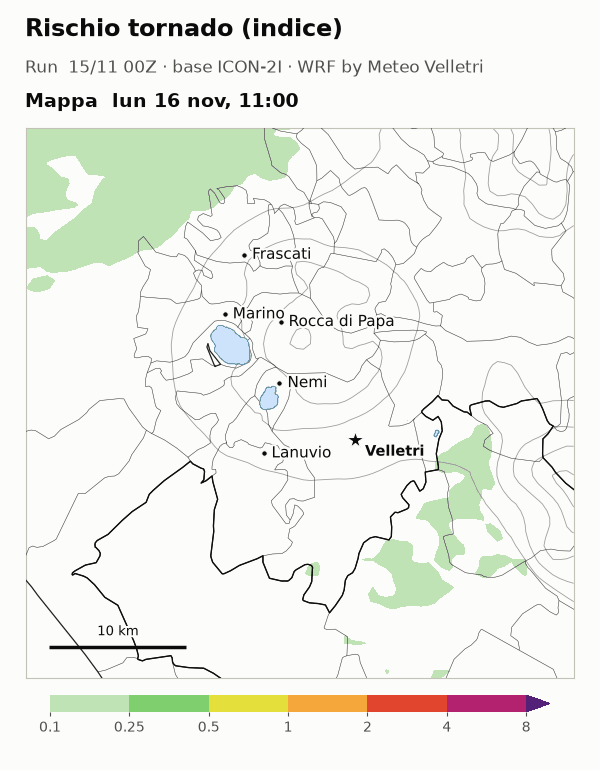 Rischio tornado (indice)
Run  15/11 00Z · base ICON-2I · WRF by Meteo Velletri
Mappa  lun 16 nov, 11:00
Frascati
Marino
Rocca di Papa
Nemi
Velletri
Lanuvio
10 km
0.1 0.25 0.5 1 2 4 8